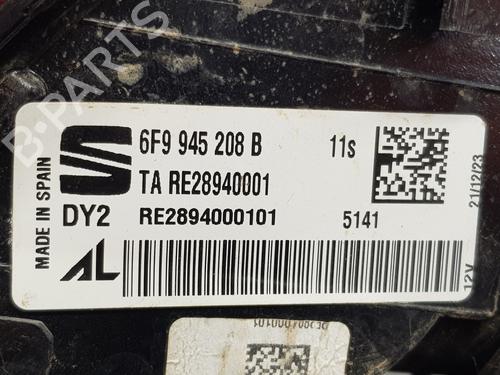 MADE IN SPAIN
6F9 945 208 B 11s
TA RE28940001
DY2 RE2894000101 5141
AL
21/12/23
12V
B-PARTS